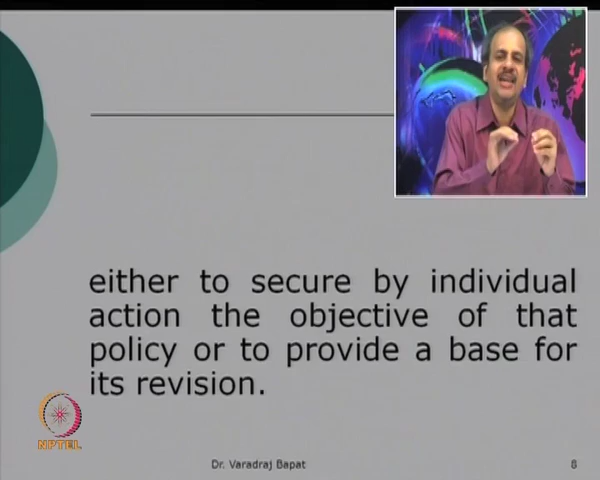 either to secure by individual
action the objective of that
policy or to provide a base for
its revision.
NPTEL
Dr. Varadraj Bapat
8